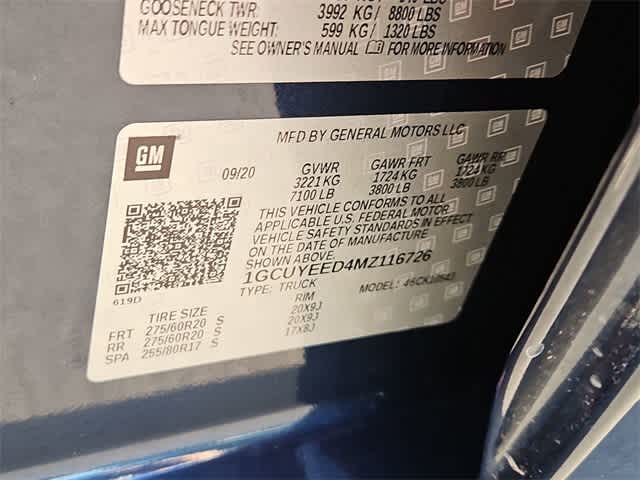 GOOSENECK TWR: 3992 KG/ 8800 LBS
MAX TONGUE WEIGHT: 599 KG/ 1320 LBS
SEE OWNER'S MANUAL FOR MORE INFORMATION
GM
MFD BY GENERAL MOTORS LLC
09/20 GVWR GAWR FRT GAWR RR
3221 KG 1724 KG 1724 KG
7100 LB 3800 LB 3800 LB
THIS VEHICLE CONFORMS TO ALL
APPLICABLE U.S. FEDERAL MOTOR
VEHICLE SAFETY STANDARDS IN EFFECT
ON THE DATE OF MANUFACTURE
SHOWN ABOVE.
1GCUYEED4MZ116726
619D
TYPE: TRUCK MODEL:
TIRE SIZE RIM
FRT 275/60R20 S 20X9J
RR 275/60R20 S 20X9J
SPA 255/80R17 S 17X8J